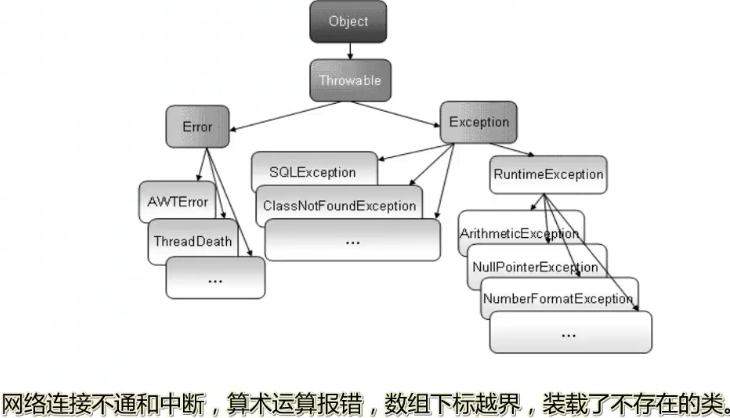 Object
Throwable
Error
Exception
SQLException
RuntimeException
AWTError
ClassNotFoundException
ThreadDeath
...
ArithmeticException
...
NullPointerException
NumberFormatException
...
网络连接不通和中断，算术运算报错，数组下标越界，装载了不存在的类。